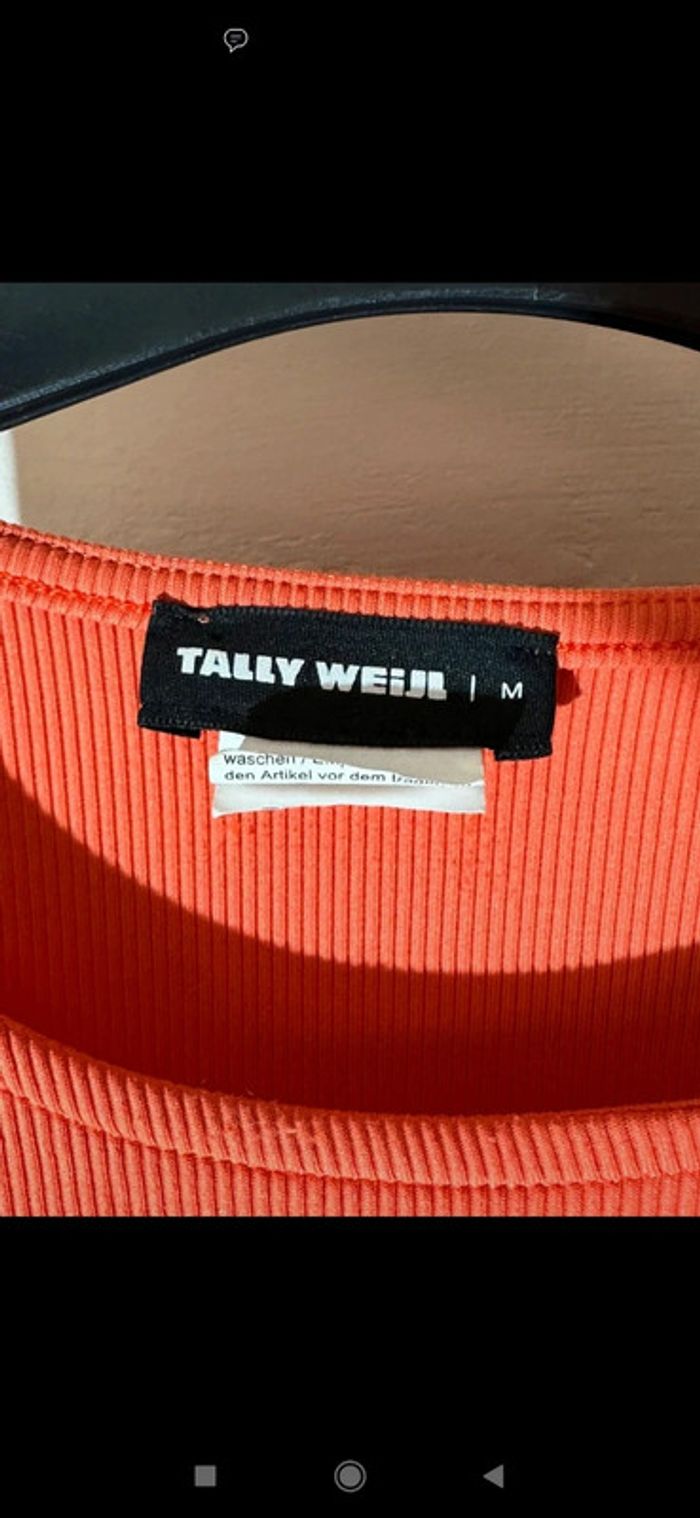 TALLY WEiJL | M
waschen /
den Artikel vor dem